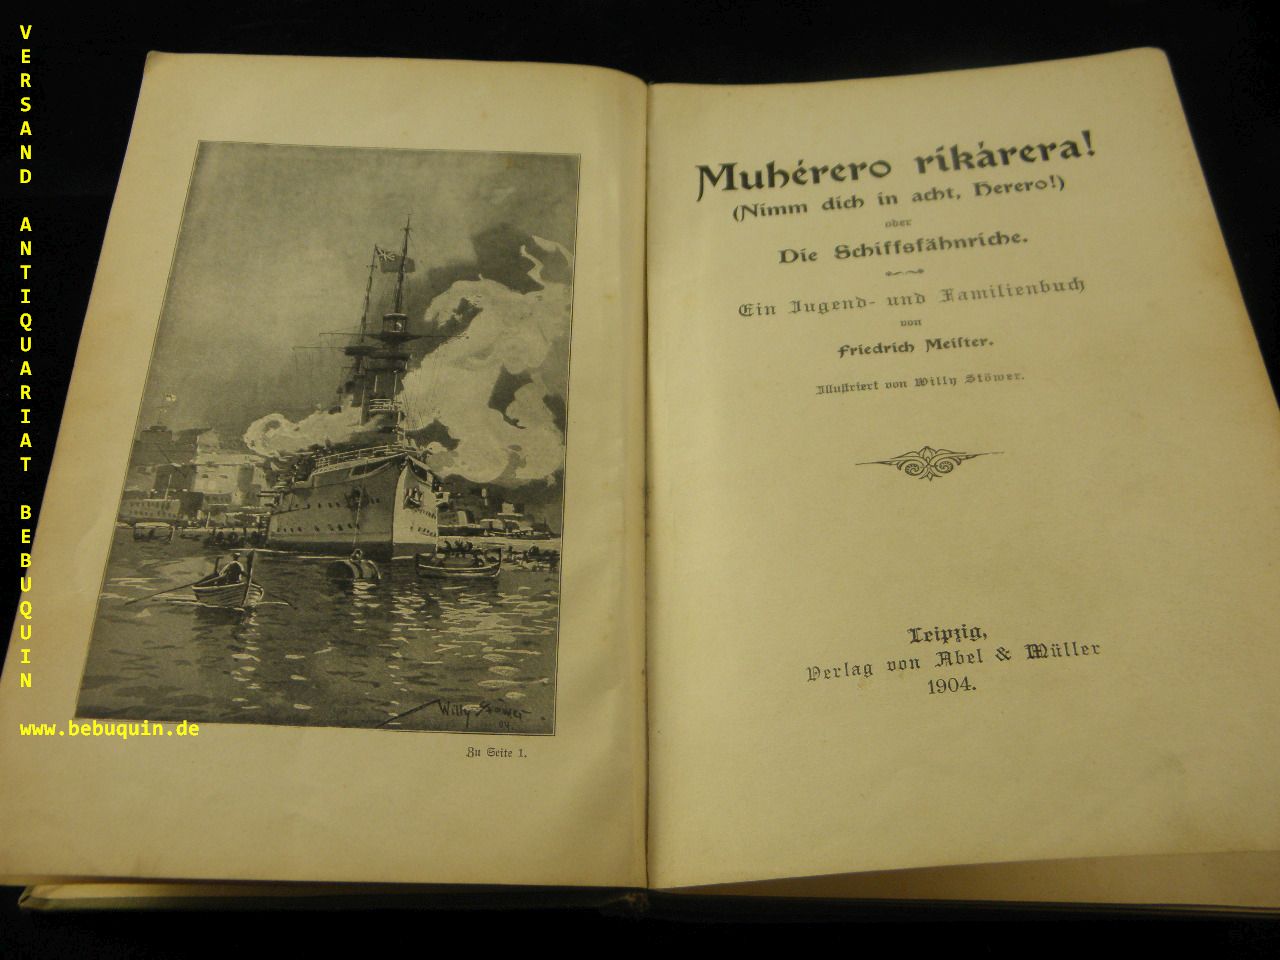 VERSAND ANTIQUARIAT BEBUQUIN
www.bebuquin.de
Willy Stöwer
04.
Zu Seite 1.
Muhérero rikárera!
(Nimm dich in acht, Herero!)
oder
Die Schiffsfähnriche.
Ein Jugend- und Familienbuch
von
Friedrich Meister.
Illustriert von Willy Stöwer.
Leipzig,
Verlag von Abel & Müller
1904.